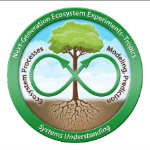 Next-Generation Ecosystem Experiments: Tropics
Ecosystem Processes
Modeling, Prediction
Systems Understanding